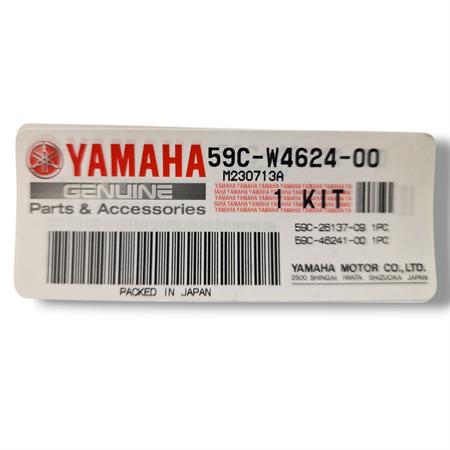 YAMAHA 59C-W4624-00
M230713A
GENUINE
Parts & Accessories
1 KIT
59C-26137-09 1PC
59C-46241-00 1PC
YAMAHA MOTOR CO.,LTD.
2500 SHINGAI IWATA SHIZUOKA JAPAN
PACKED IN JAPAN